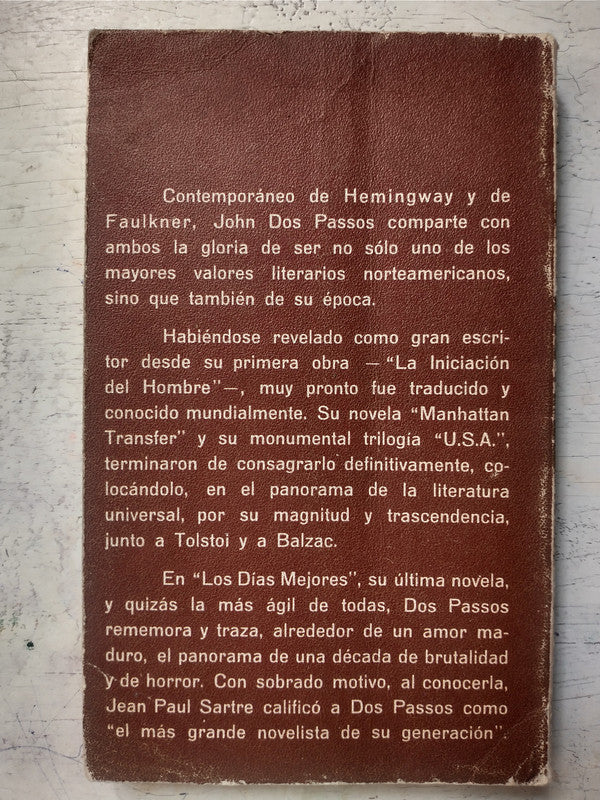 Contemporáneo de Hemingway y de
Faulkner, John Dos Passos comparte con
ambos la gloria de ser no sólo uno de los
mayores valores literarios norteamericanos,
sino que también de su época.
Habiéndose revelado como gran escri-
tor desde su primera obra —"La Iniciación
del Hombre"—, muy pronto fue traducido y
conocido mundialmente. Su novela "Manhattan
Transfer" y su monumental trilogía "U.S.A.",
terminaron de consagrarlo definitivamente, co-
locándolo, en el panorama de la literatura
universal, por su magnitud y trascendencia,
junto a Tolstoi y a Balzac.
En "Los Días Mejores", su última novela,
y quizás la más ágil de todas, Dos Passos
rememora y traza, alrededor de un amor ma-
duro, el panorama de una década de brutalidad
y de horror. Con sobrado motivo, al conocerla,
Jean Paul Sartre calificó a Dos Passos como
"el más grande novelista de su generación".